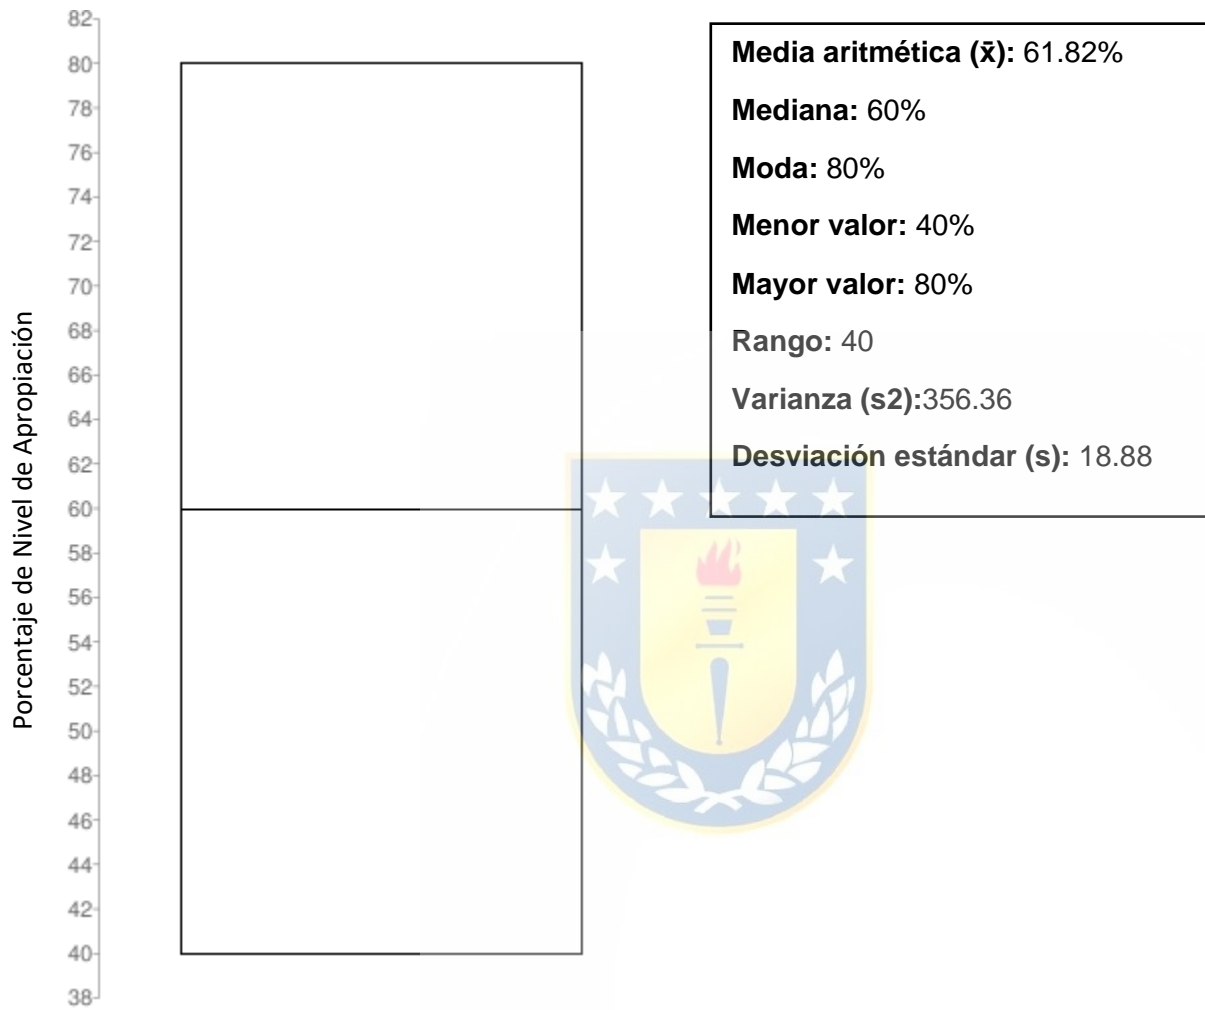 82
80
78
76
74
72
70
68
66
64
62
60
58
56
54
52
50
48
46
44
42
40
38
Porcentaje de Nivel de Apropiación
Media aritmética (x̄): 61.82%
Mediana: 60%
Moda: 80%
Menor valor: 40%
Mayor valor: 80%
Rango: 40
Varianza (s2):356.36
Desviación estándar (s): 18.88